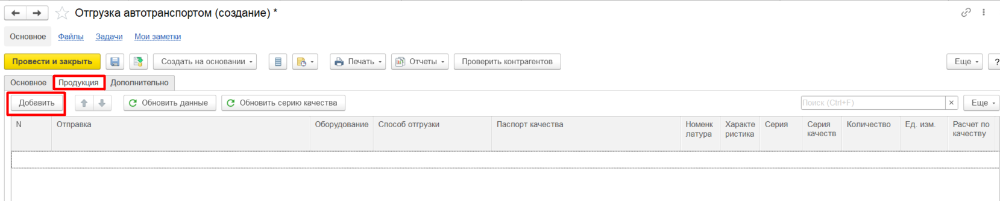 Отгрузка автотранспортом (создание) *
Основное Файлы Задачи Мои заметки
Провести и закрыть Создать на основании Печать Отчеты Проверить контрагентов Еще ?
Основное Продукция Дополнительно
Добавить Обновить данные Обновить серию качества Поиск (Ctrl+F) × Еще
N Отправка Оборудование Способ отгрузки Паспорт качества Номенк Характе Серия Серия Количество Ед. изм. Расчет по
латура ристика качеств качеству